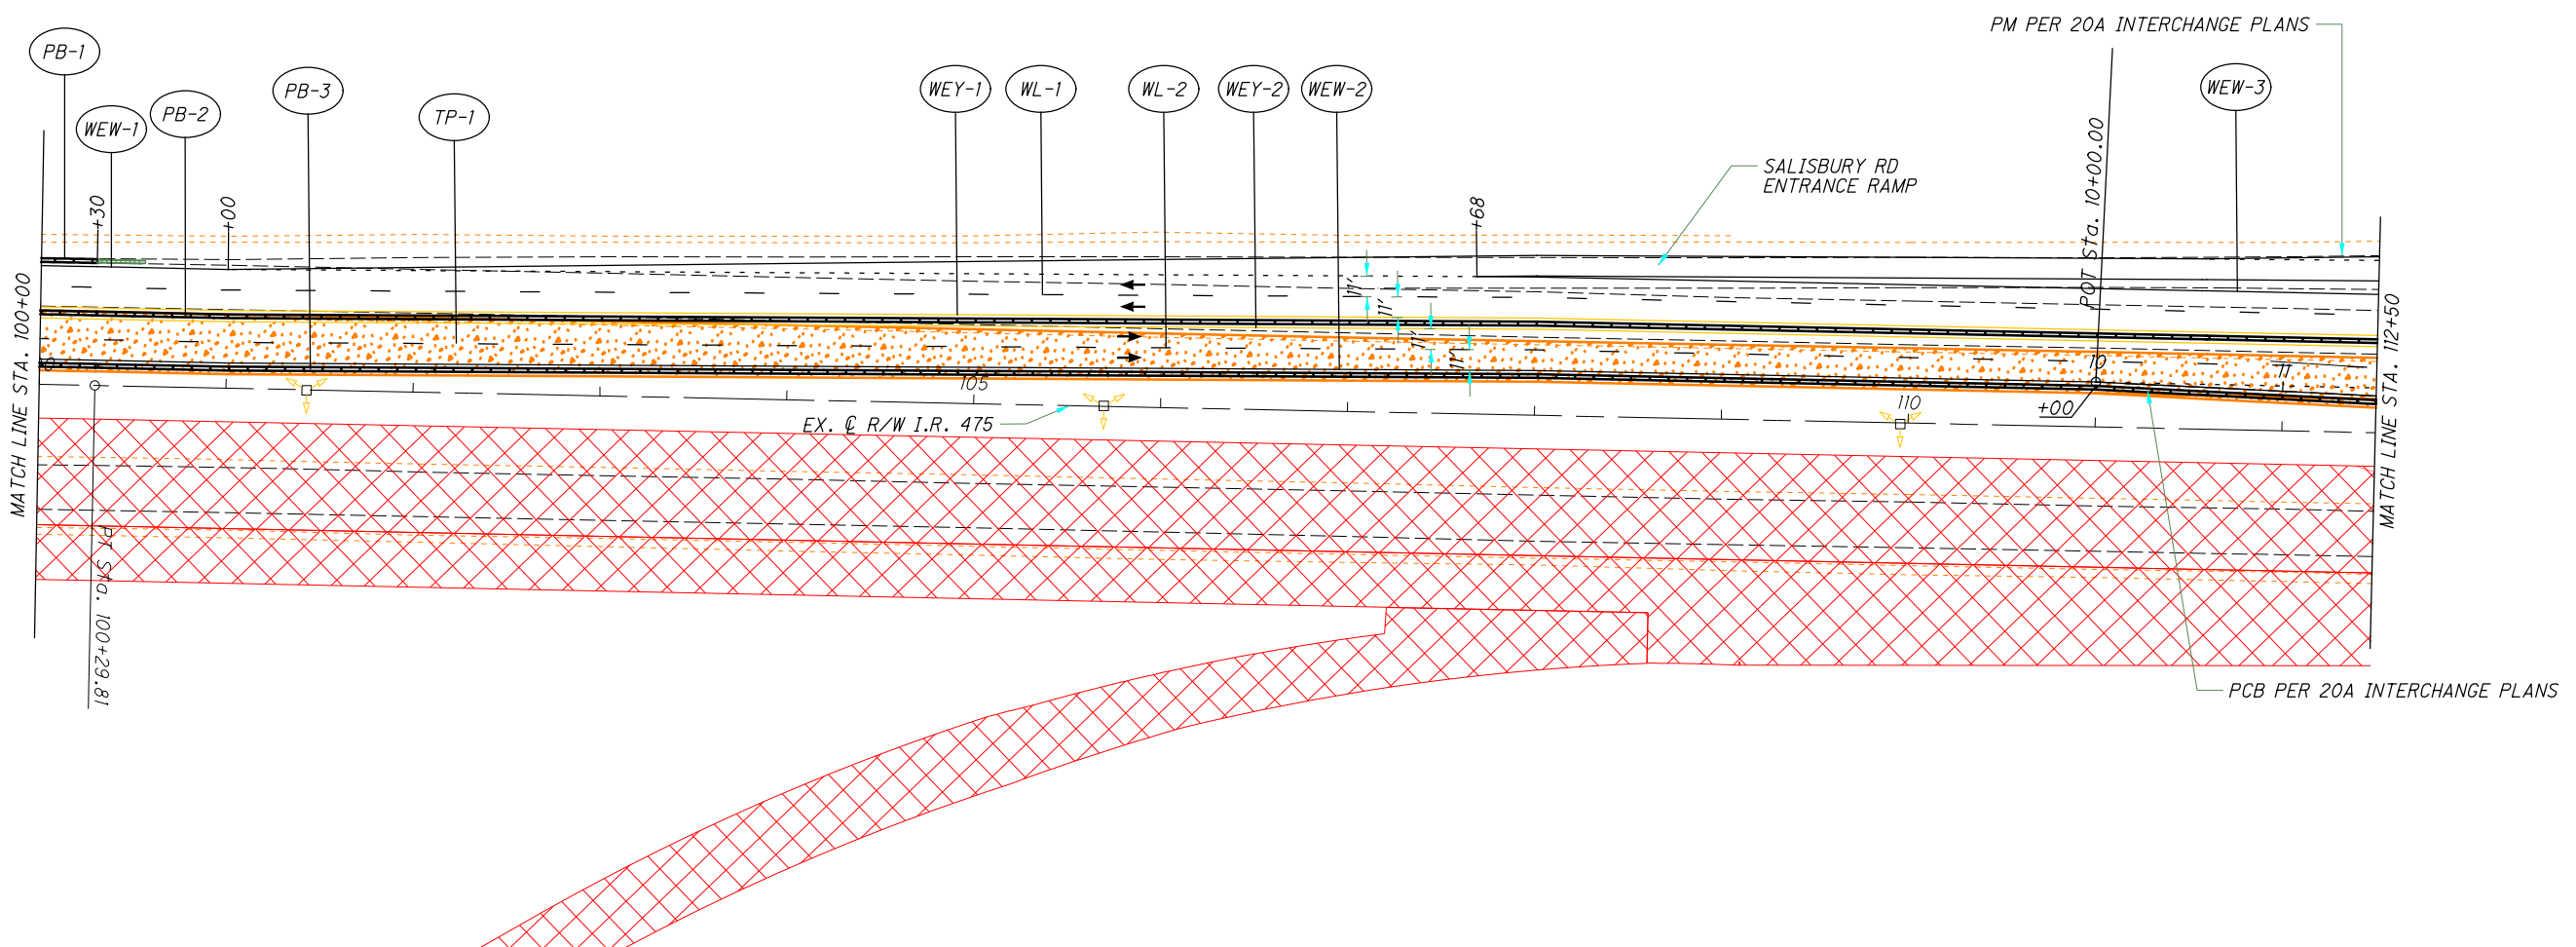 PM PER 20A INTERCHANGE PLANS
PB-1
WEW-1
PB-2
PB-3
TP-1
WEY-1
WL-1
WL-2
WEY-2
WEW-2
WEW-3
SALISBURY RD
ENTRANCE RAMP
POT Sta. 10+00.00
+30
+00
+68
11'
11'
11'
11'
MATCH LINE STA. 100+00
MATCH LINE STA. 112+50
105
110
10
11
+00
EX. ℄ R/W I.R. 475
PT Sta. 100+29.81
PCB PER 20A INTERCHANGE PLANS